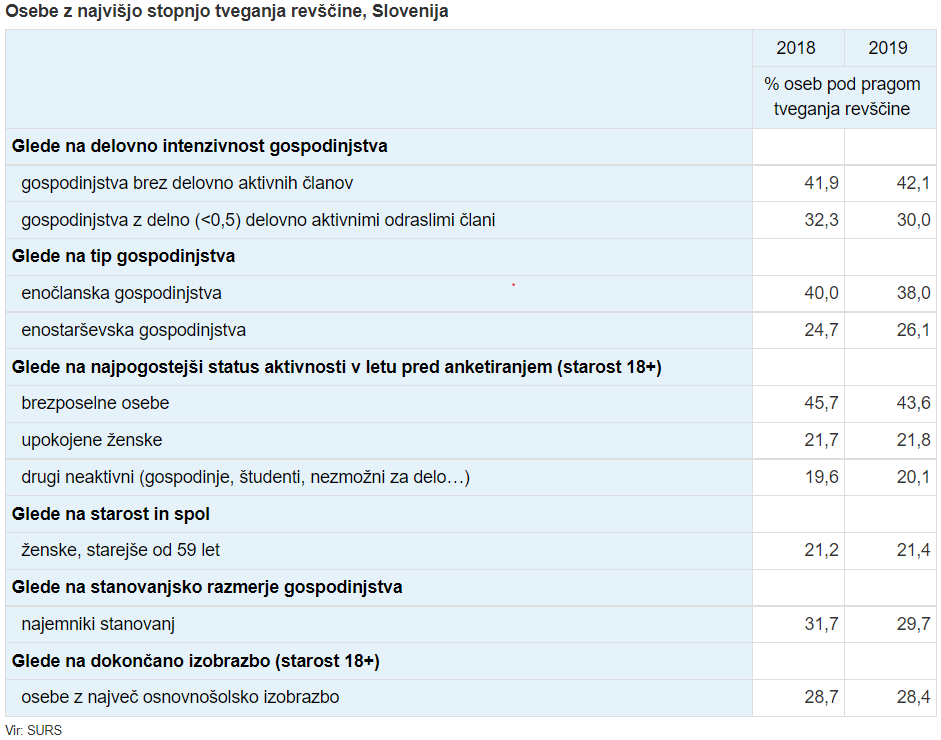 Osebe z najvišjo stopnjo tveganja revščine, Slovenija
2018 2019
% oseb pod pragom
tveganja revščine
Glede na delovno intenzivnost gospodinjstva
gospodinjstva brez delovno aktivnih članov 41,9 42,1
gospodinjstva z delno (<0,5) delovno aktivnimi odraslimi člani 32,3 30,0
Glede na tip gospodinjstva
enočlanska gospodinjstva 40,0 38,0
enostarševska gospodinjstva 24,7 26,1
Glede na najpogostejši status aktivnosti v letu pred anketiranjem (starost 18+)
brezposelne osebe 45,7 43,6
upokojene ženske 21,7 21,8
drugi neaktivni (gospodinje, študenti, nezmožni za delo…) 19,6 20,1
Glede na starost in spol
ženske, starejše od 59 let 21,2 21,4
Glede na stanovanjsko razmerje gospodinjstva
najemniki stanovanj 31,7 29,7
Glede na dokončano izobrazbo (starost 18+)
osebe z največ osnovnošolsko izobrazbo 28,7 28,4
Vir: SURS